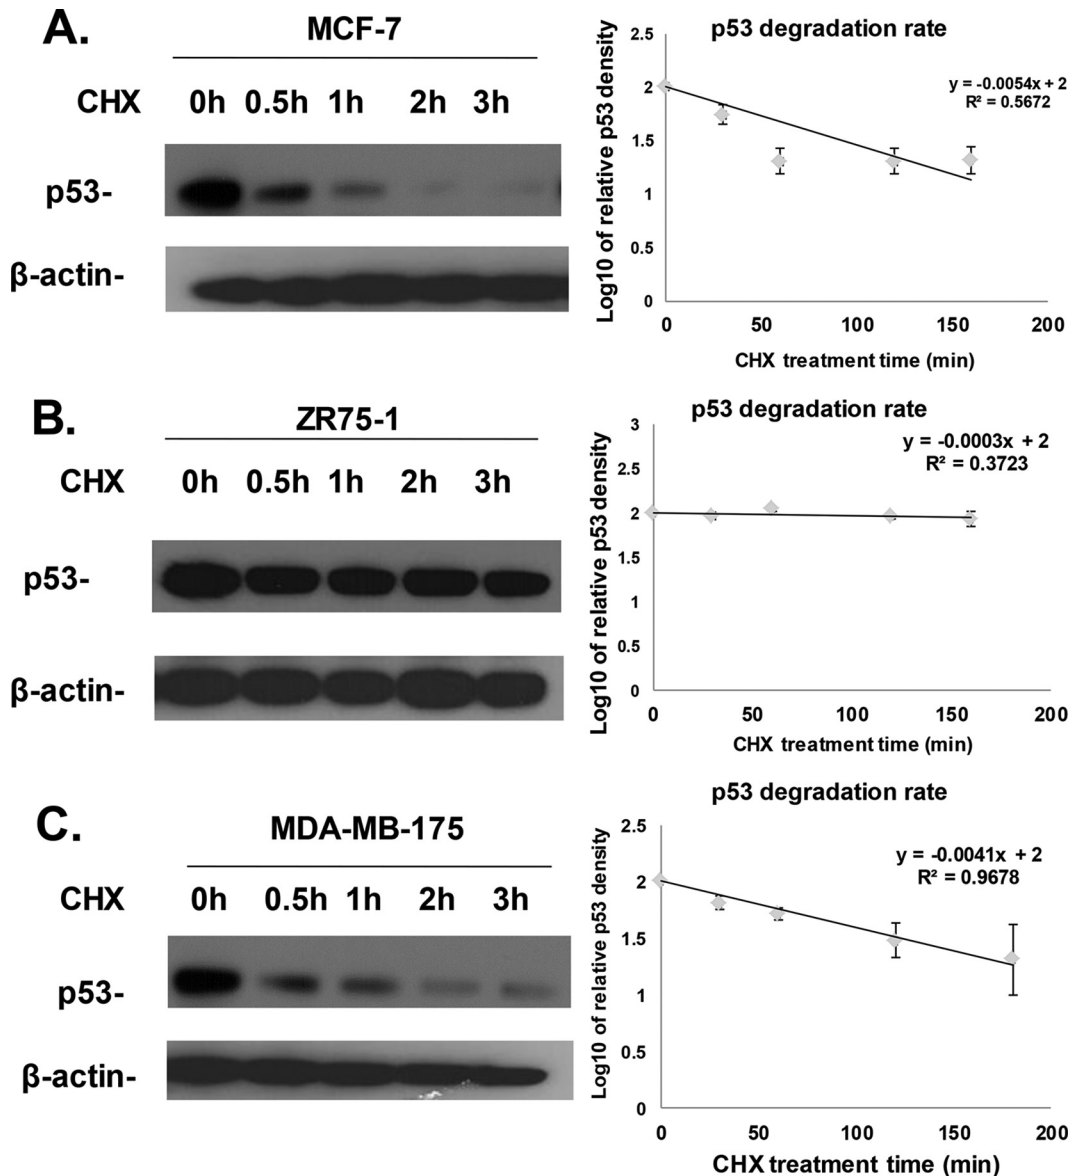 A.
MCF-7
CHX 0h 0.5h 1h 2h 3h
p53-
β-actin-
p53 degradation rate
y = -0.0054x + 2
R² = 0.5672
Log10 of relative p53 density
2.5
2
1.5
1
0.5
0
0 50 100 150 200
CHX treatment time (min)
B.
ZR75-1
CHX 0h 0.5h 1h 2h 3h
p53-
β-actin-
p53 degradation rate
y = -0.0003x + 2
R² = 0.3723
Log10 of relative p53 density
3
2.5
2
1.5
1
0.5
0
0 50 100 150 200
CHX treatment time (min)
C.
MDA-MB-175
CHX 0h 0.5h 1h 2h 3h
p53-
β-actin-
p53 degradation rate
y = -0.0041x + 2
R² = 0.9678
Log10 of relative p53 density
2.5
2
1.5
1
0.5
0
0 50 100 150 200
CHX treatment time (min)